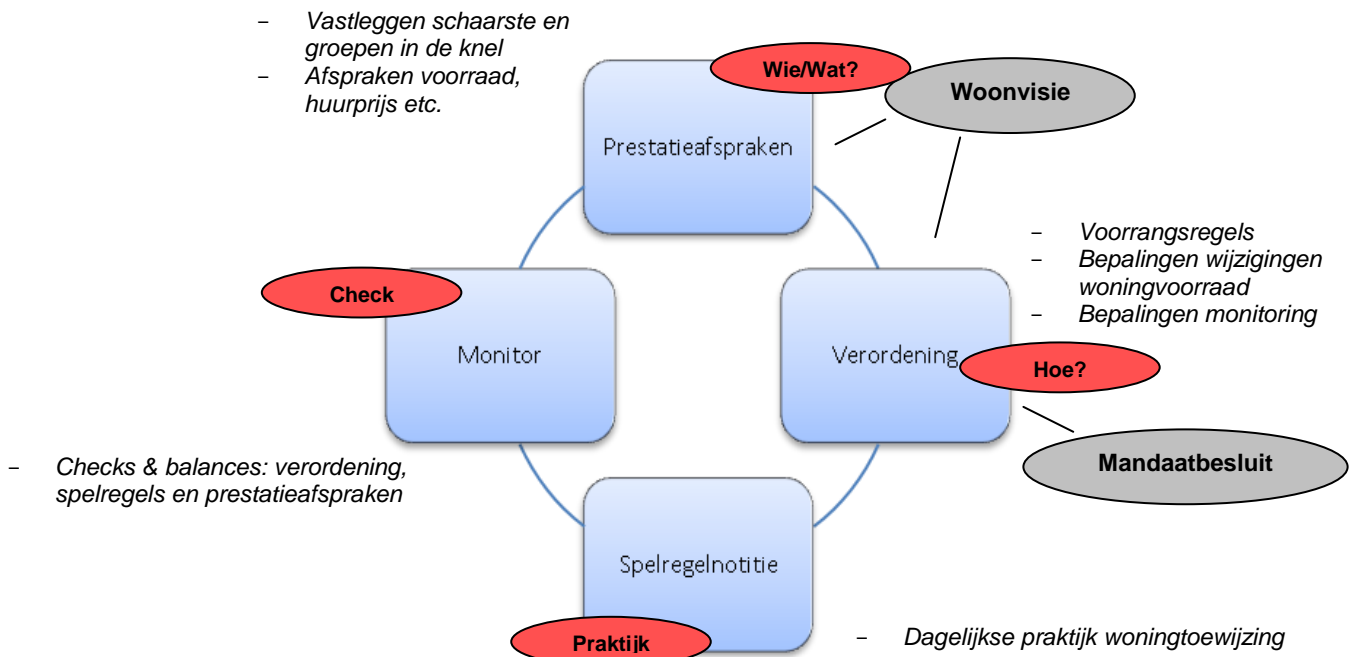 - Vastleggen schaarste en
groepen in de knel
- Afspraken voorraad,
huurprijs etc.
Wie/Wat?
Woonvisie
Prestatieafspraken
- Voorrangsregels
- Bepalingen wijzigingen
woningvoorraad
- Bepalingen monitoring
Check
Monitor
Verordening
Hoe?
Mandaatbesluit
- Checks & balances: verordening,
spelregels en prestatieafspraken
Spelregelnotitie
Praktijk
- Dagelijkse praktijk woningtoewijzing